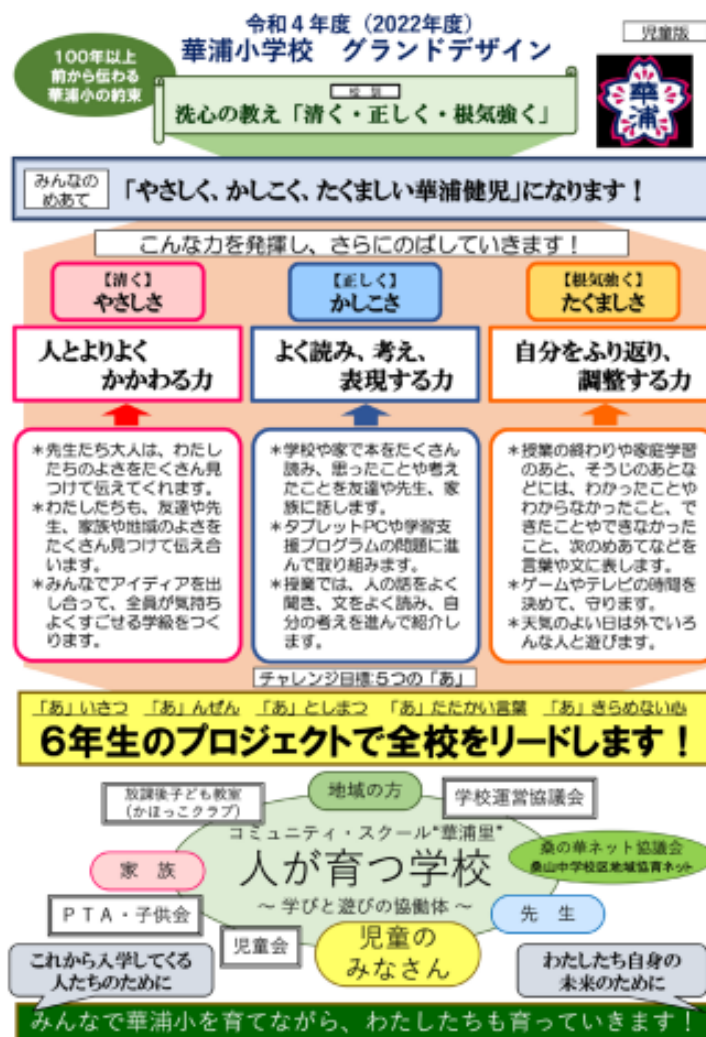 令和4年度(2022年度)
華浦小学校 グランドデザイン
児童版
100年以上
前から伝わる
華浦小の約束
校訓
洗心の教え「清く・正しく・根気強く」
華浦
みんなの
めあて
「やさしく、かしこく、たくましい華浦健児」になります！
こんな力を発揮し、さらにのばしていきます！
【清く】
やさしさ
人とよりよく
かかわる力
＊先生たち大人は、わたし
たちのよさをたくさん見
つけて伝えてくれます。
＊わたしたちも、友達や先
生、家族や地域のよさを
たくさん見つけて伝え合
います。
＊みんなでアイディアを出
し合って、全員が気持ち
よくすごせる学級をつく
ります。
【正しく】
かしこさ
よく読み、考え、
表現する力
＊学校や家で本をたくさん
読み、思ったことや考え
たことを友達や先生、家
族に話します。
＊タブレットPCや学習支
援プログラムの問題に進
んで取り組みます。
＊授業では、人の話をよく
聞き、文をよく読み、自
分の考えを進んで紹介し
ます。
【根気強く】
たくましさ
自分をふり返り、
調整する力
＊授業の終わりや家庭学習
のあと、そうじのあとな
どには、わかったことや
わからなかったこと、で
きたことやできなかった
こと、次のめあてなどを
言葉や文に表します。
＊ゲームやテレビの時間を
決めて、守ります。
＊天気のよい日は外でいろ
んな人と遊びます。
チャレンジ目標:5つの「あ」
「あ」いさつ 「あ」んぜん 「あ」としまつ 「あ」たたかい言葉 「あ」きらめない心
6年生のプロジェクトで全校をリードします！
放課後子ども教室
(かほっこクラブ)
地域の方
学校運営協議会
コミュニティ・スクール"華浦里"
人が育つ学校
～ 学びと遊びの協働体 ～
桑の華ネット協議会
桑山中学校区地域協育ネット
家 族
ＰＴＡ・子供会
先 生
児童会
児童の
みなさん
これから入学してくる
人たちのために
わたしたち自身の
未来のために
みんなで華浦小を育てながら、わたしたちも育っていきます！